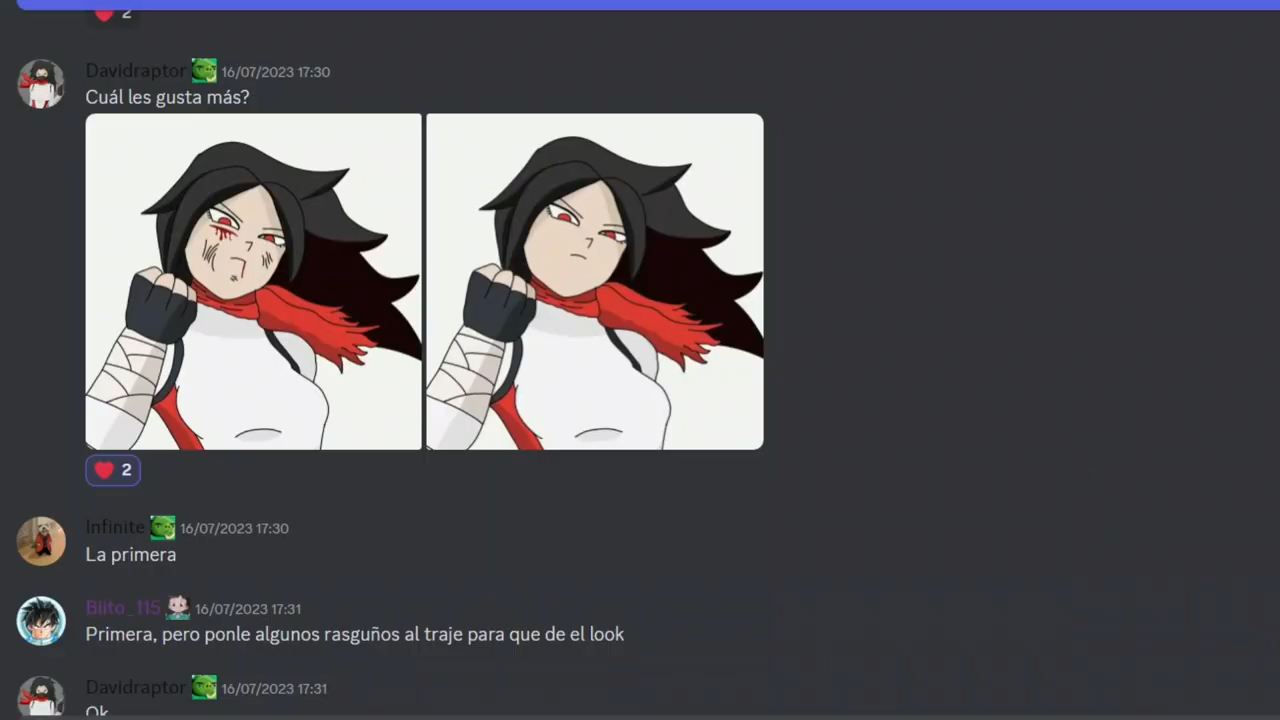 2
Davidraptor 16/07/2023 17:30
Cuál les gusta más?
2
Infinite 16/07/2023 17:30
La primera
Biito_115 16/07/2023 17:31
Primera, pero ponle algunos rasguños al traje para que de el look
Davidraptor 16/07/2023 17:31
Ok